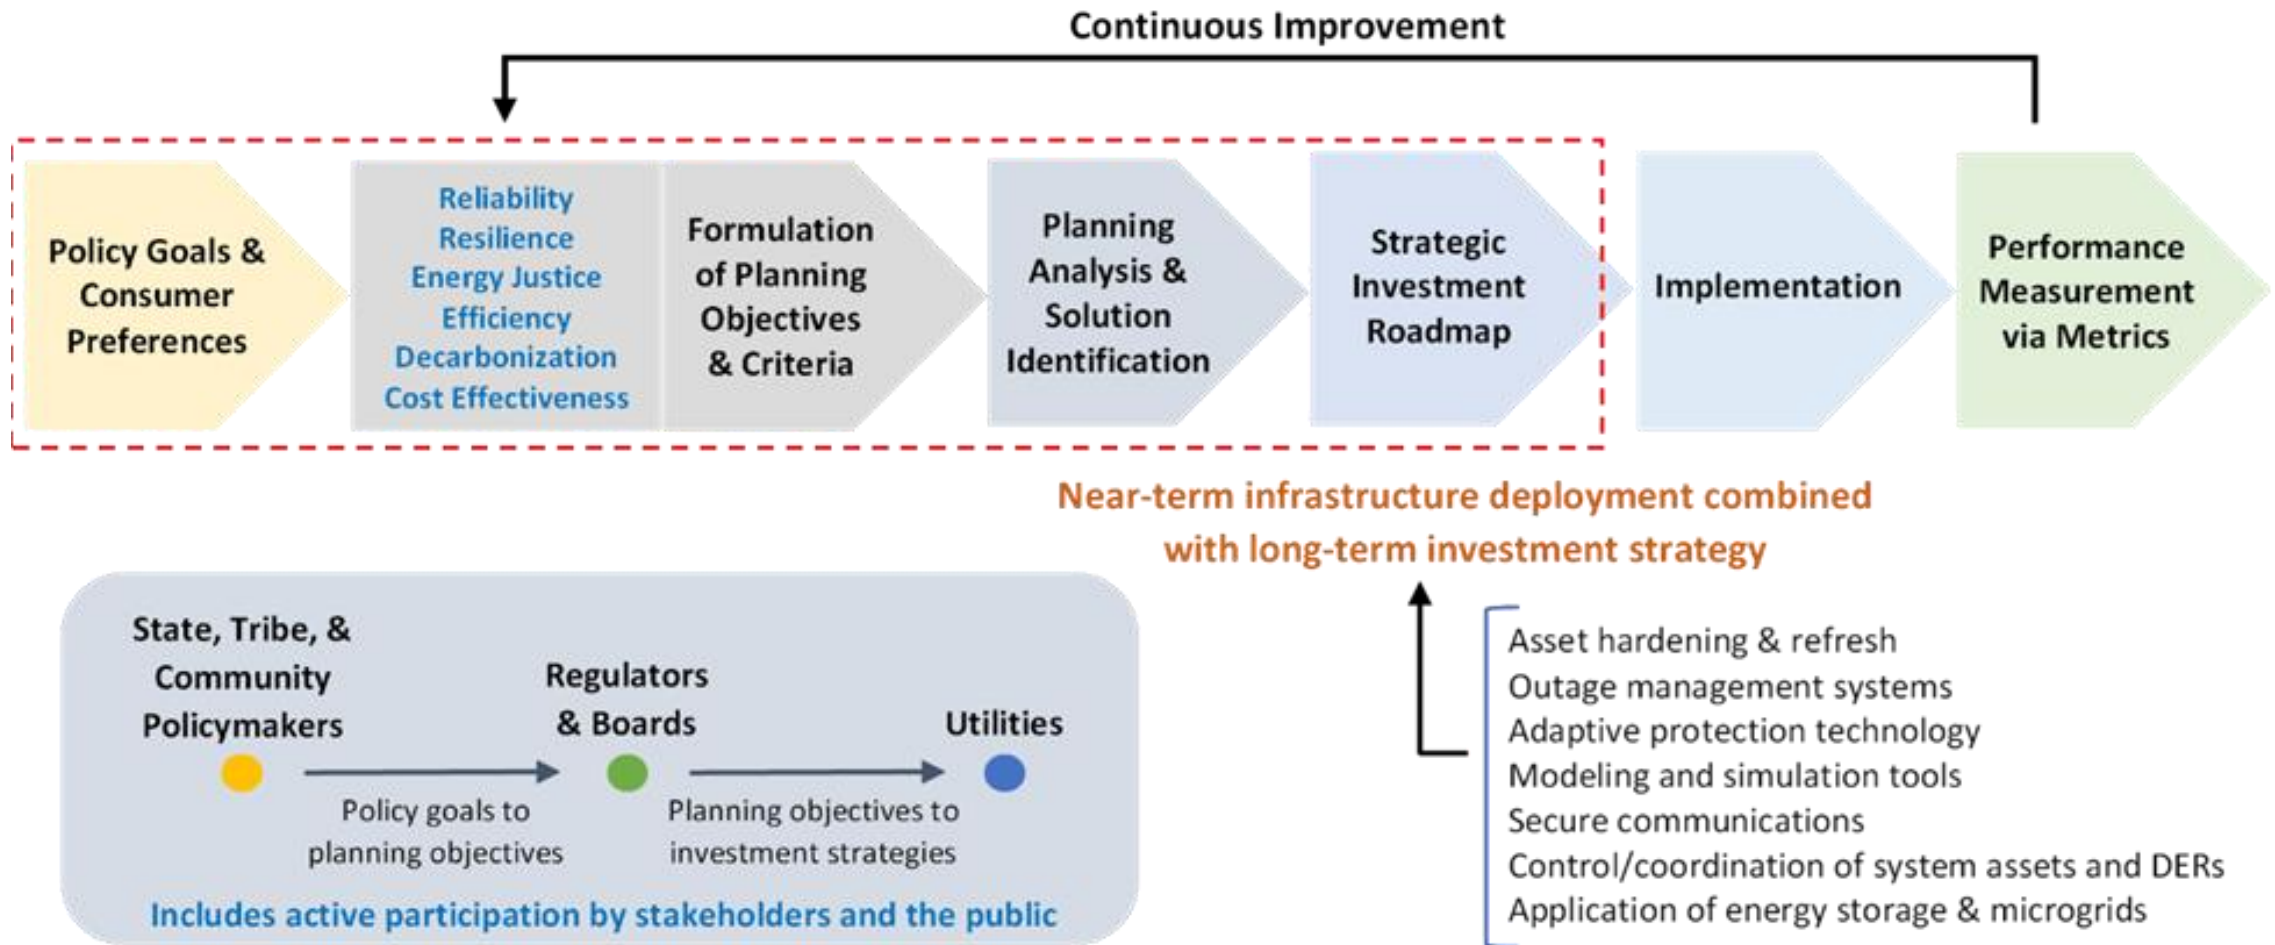 Continuous Improvement
Policy Goals &
Consumer
Preferences
Reliability
Resilience
Energy Justice
Efficiency
Decarbonization
Cost Effectiveness
Formulation
of Planning
Objectives
& Criteria
Planning
Analysis &
Solution
Identification
Strategic
Investment
Roadmap
Implementation
Performance
Measurement
via Metrics
Near-term infrastructure deployment combined
with long-term investment strategy
State, Tribe, &
Community
Policymakers
Regulators
& Boards
Utilities
Policy goals to
planning objectives
Planning objectives to
investment strategies
Includes active participation by stakeholders and the public
Asset hardening & refresh
Outage management systems
Adaptive protection technology
Modeling and simulation tools
Secure communications
Control/coordination of system assets and DERs
Application of energy storage & microgrids